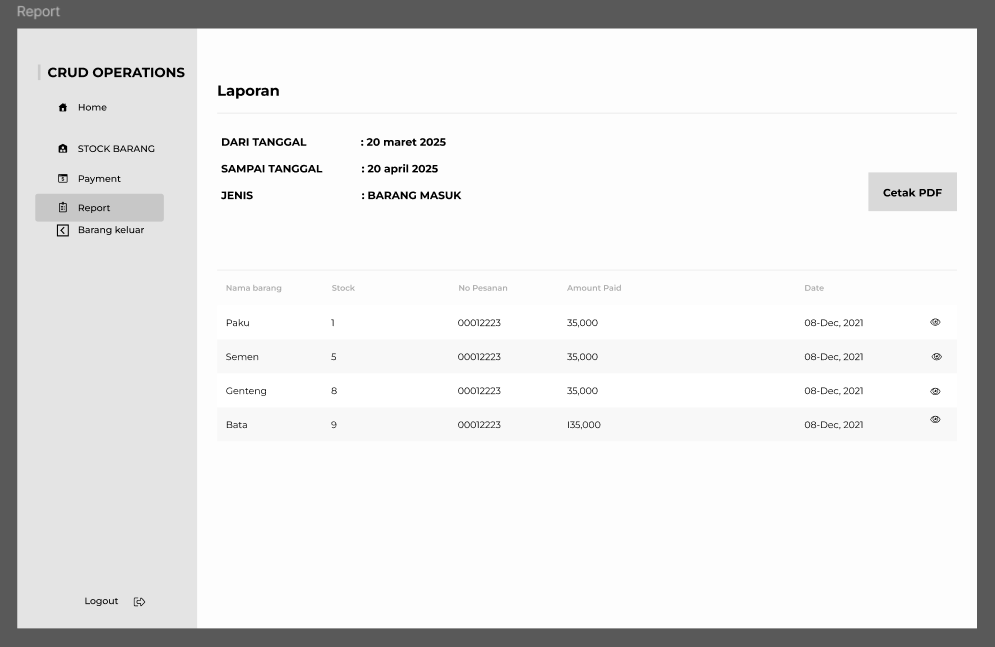 Report
CRUD OPERATIONS
Home
STOCK BARANG
Payment
Report
Barang keluar
Logout
Laporan
DARI TANGGAL : 20 maret 2025
SAMPAI TANGGAL : 20 april 2025
JENIS : BARANG MASUK
Cetak PDF
Nama barang Stock No Pesanan Amount Paid Date
Paku 1 00012223 35,000 08-Dec, 2021
Semen 5 00012223 35,000 08-Dec, 2021
Genteng 8 00012223 35,000 08-Dec, 2021
Bata 9 00012223 I35,000 08-Dec, 2021